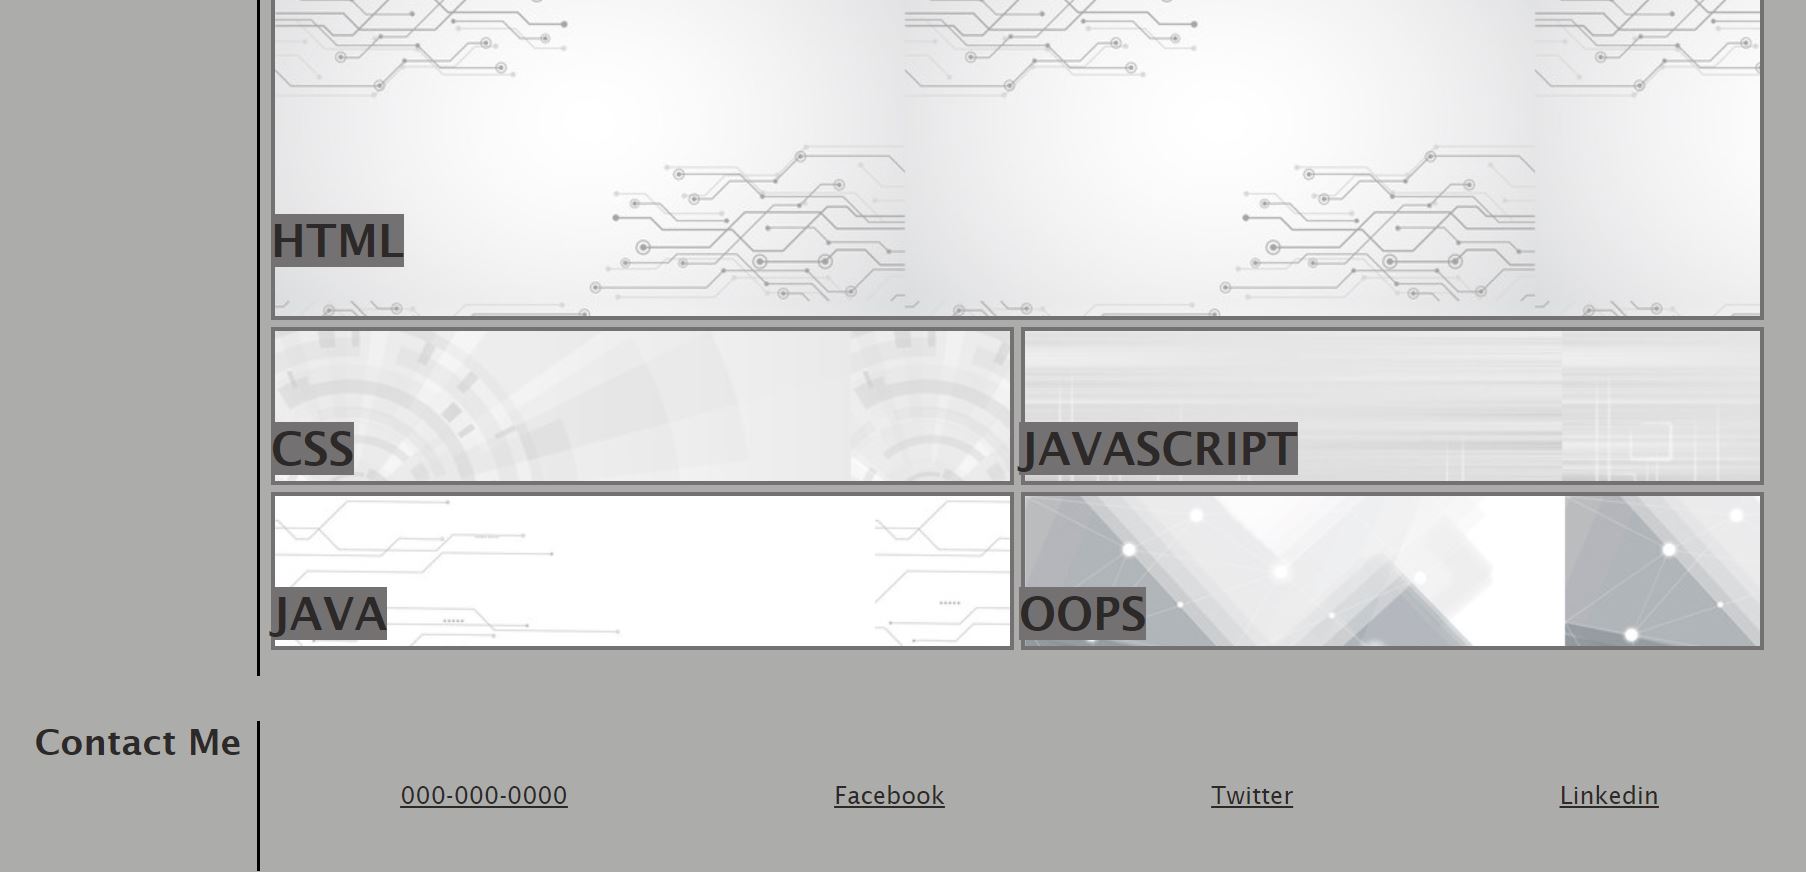 HTML
CSS
JAVASCRIPT
JAVA
OOPS
Contact Me
000-000-0000
Facebook
Twitter
Linkedin